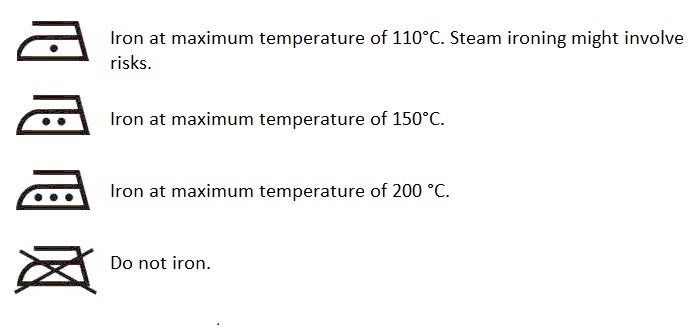 Iron at maximum temperature of 110°C. Steam ironing might involve
risks.
Iron at maximum temperature of 150°C.
Iron at maximum temperature of 200 °C.
Do not iron.